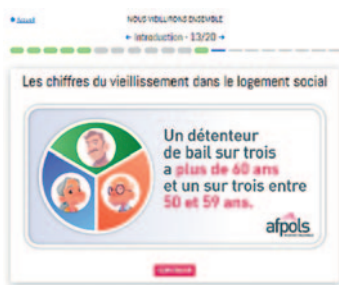 Accueil
NOUS VIEILLIRONS ENSEMBLE
Introduction - 13/20
Les chiffres du vieillissement dans le logement social
Un détenteur
de bail sur trois
a plus de 60 ans
et un sur trois entre
50 et 59 ans.
afpols